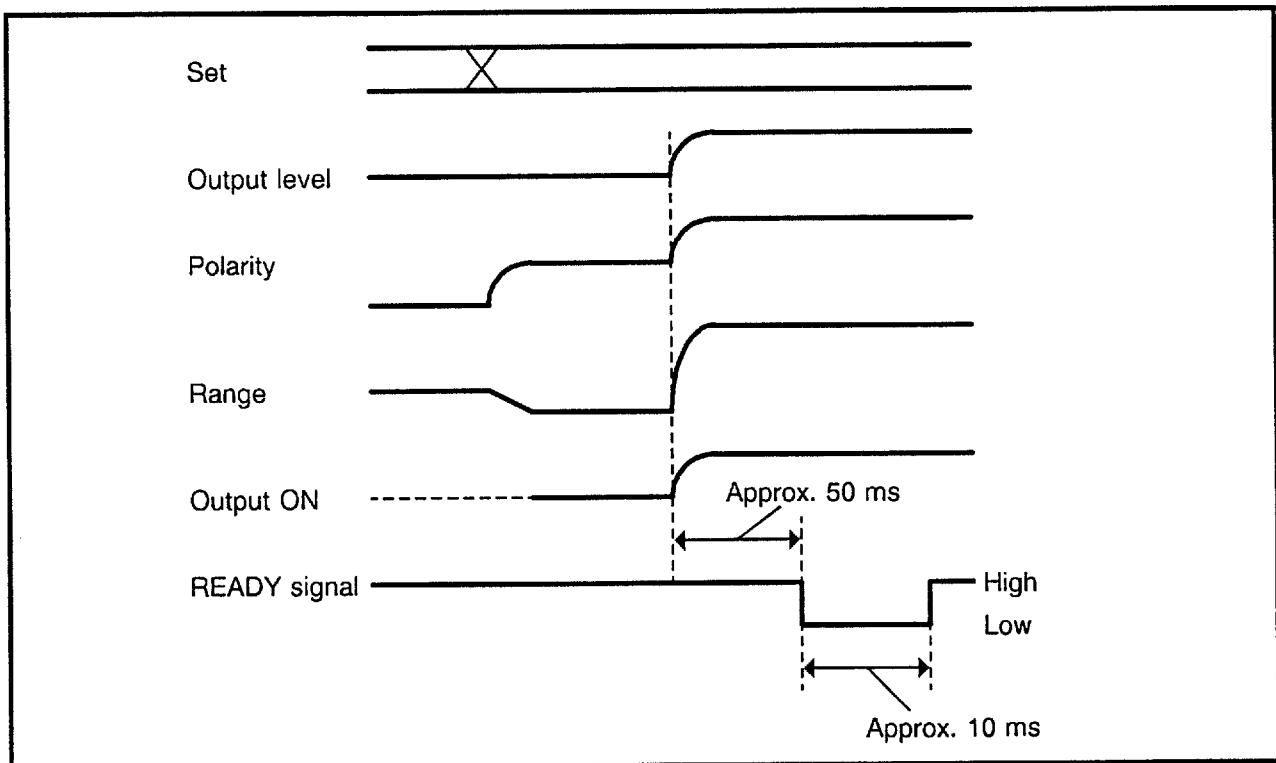 Set
Output level
Polarity
Range
Output ON
Approx. 50 ms
READY signal
High
Low
Approx. 10 ms